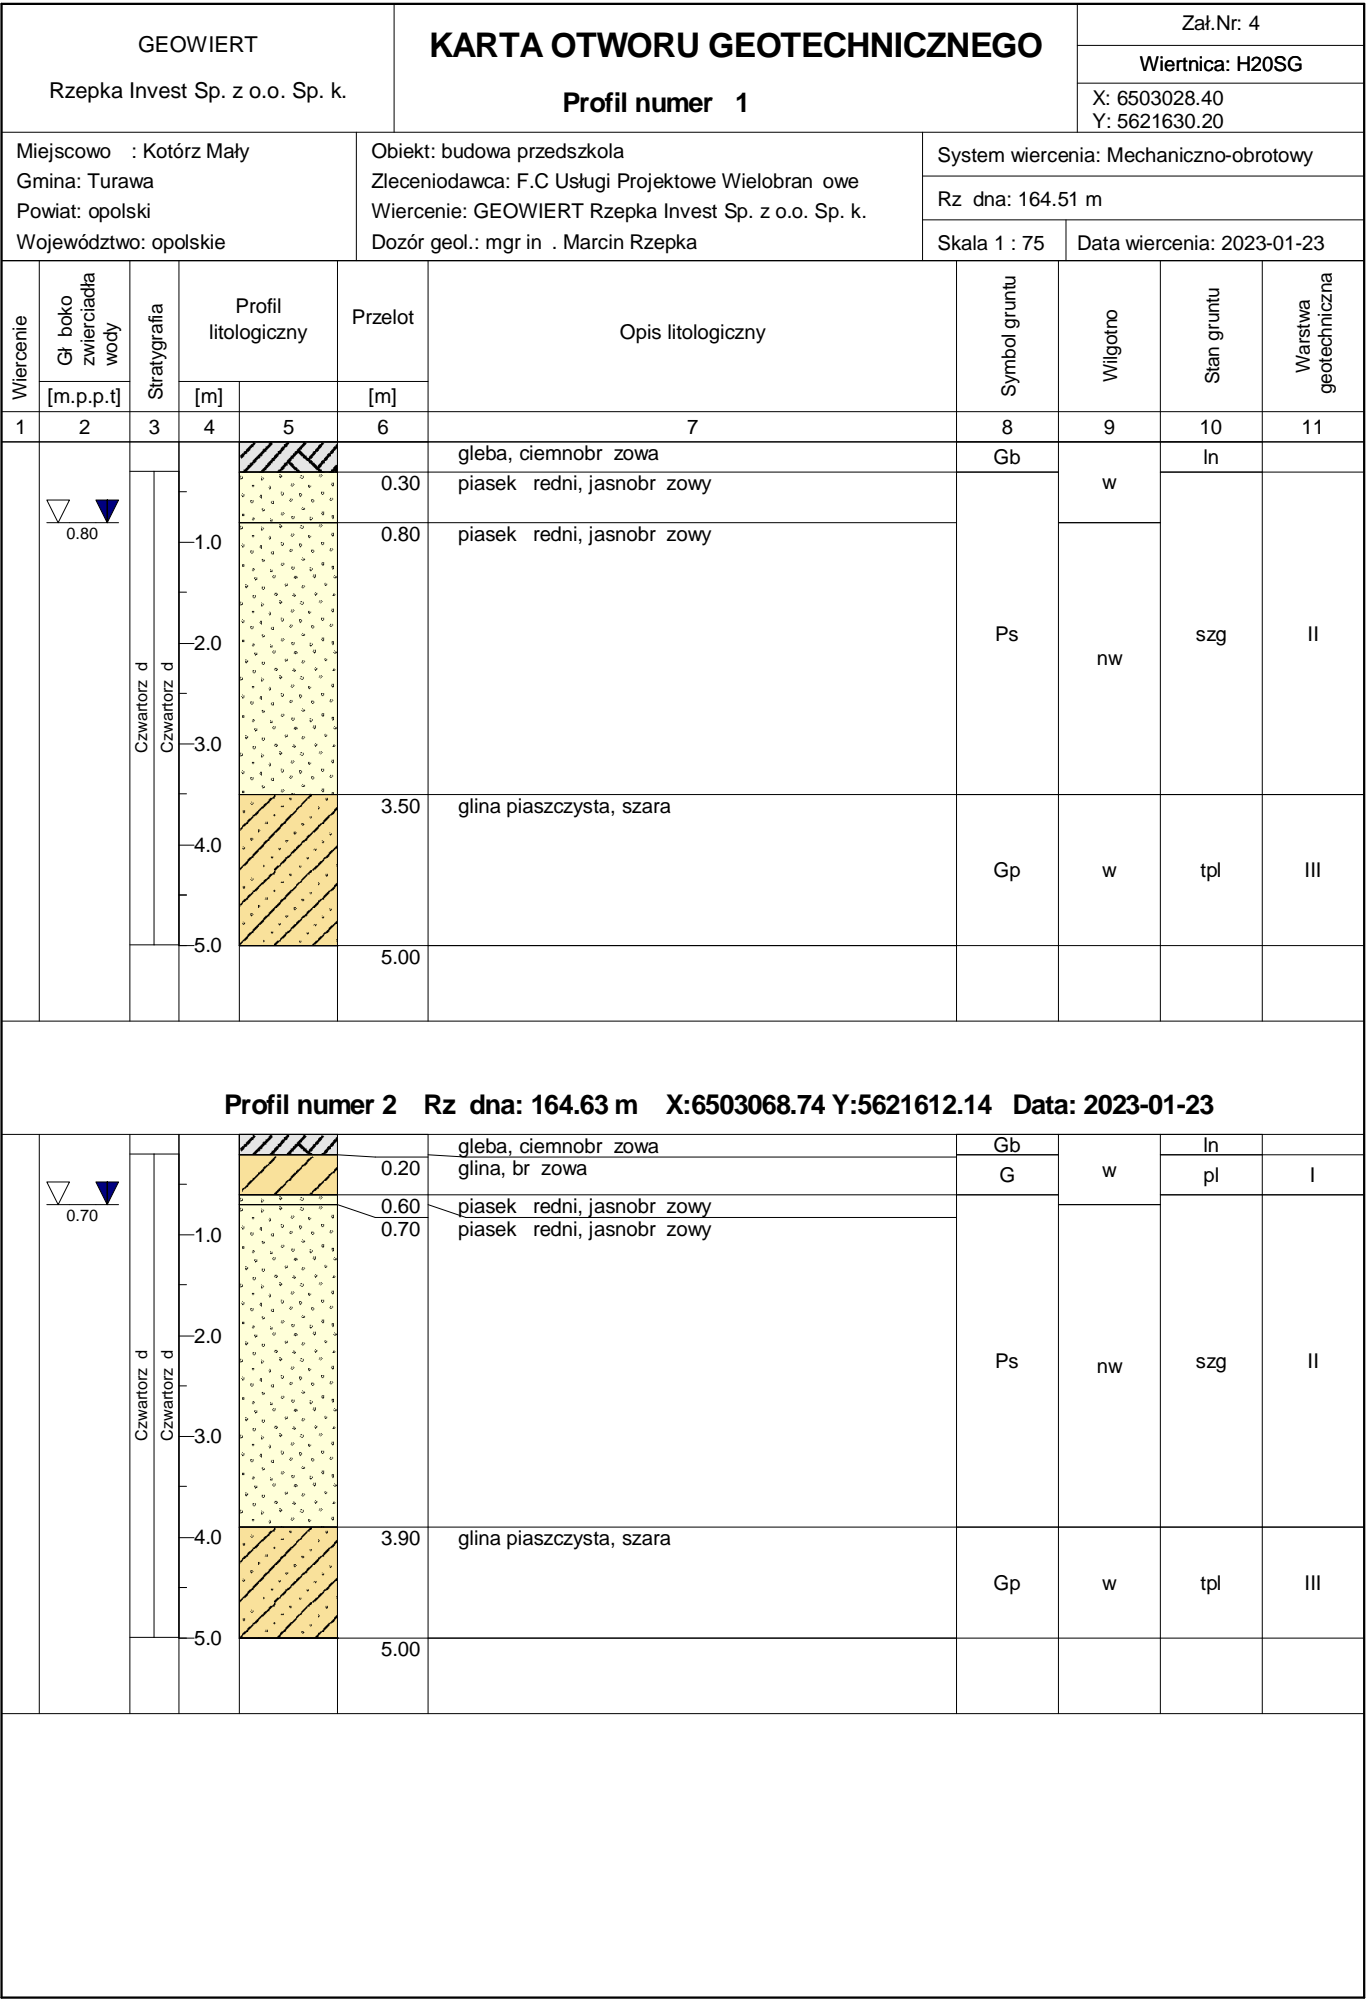 GEOWIERT
Rzepka Invest Sp. z o.o. Sp. k.
KARTA OTWORU GEOTECHNICZNEGO
Profil numer 1
Zał.Nr: 4
Wiertnica: H20SG
X: 6503028.40
Y: 5621630.20
Miejscowo : Kotórz Mały
Gmina: Turawa
Powiat: opolski
Województwo: opolskie
Obiekt: budowa przedszkola
Zleceniodawca: F.C Usługi Projektowe Wielobran owe
Wiercenie: GEOWIERT Rzepka Invest Sp. z o.o. Sp. k.
Dozór geol.: mgr in . Marcin Rzepka
System wiercenia: Mechaniczno-obrotowy
Rz dna: 164.51 m
Skala 1 : 75
Data wiercenia: 2023-01-23
Wiercenie
Gł boko
zwierciadła
wody
[m.p.p.t]
Stratygrafia
Profil
litologiczny
[m]
Przelot
[m]
Opis litologiczny
Symbol gruntu
Wilgotno
Stan gruntu
Warstwa
geotechniczna
1 2 3 4 5 6 7 8 9 10 11
gleba, ciemnobr zowa Gb ln
0.30 piasek redni, jasnobr zowy w
0.80
0.80 piasek redni, jasnobr zowy
1.0
2.0
3.0
4.0
5.0
Czwartorz d
Czwartorz d
Ps nw szg II
3.50 glina piaszczysta, szara
Gp w tpl III
5.00
Profil numer 2 Rz dna: 164.63 m X:6503068.74 Y:5621612.14 Data: 2023-01-23
gleba, ciemnobr zowa Gb ln
0.20 glina, br zowa G w pl I
0.70
0.60 piasek redni, jasnobr zowy
0.70 piasek redni, jasnobr zowy
1.0
2.0
3.0
4.0
5.0
Czwartorz d
Czwartorz d
Ps nw szg II
3.90 glina piaszczysta, szara
Gp w tpl III
5.00